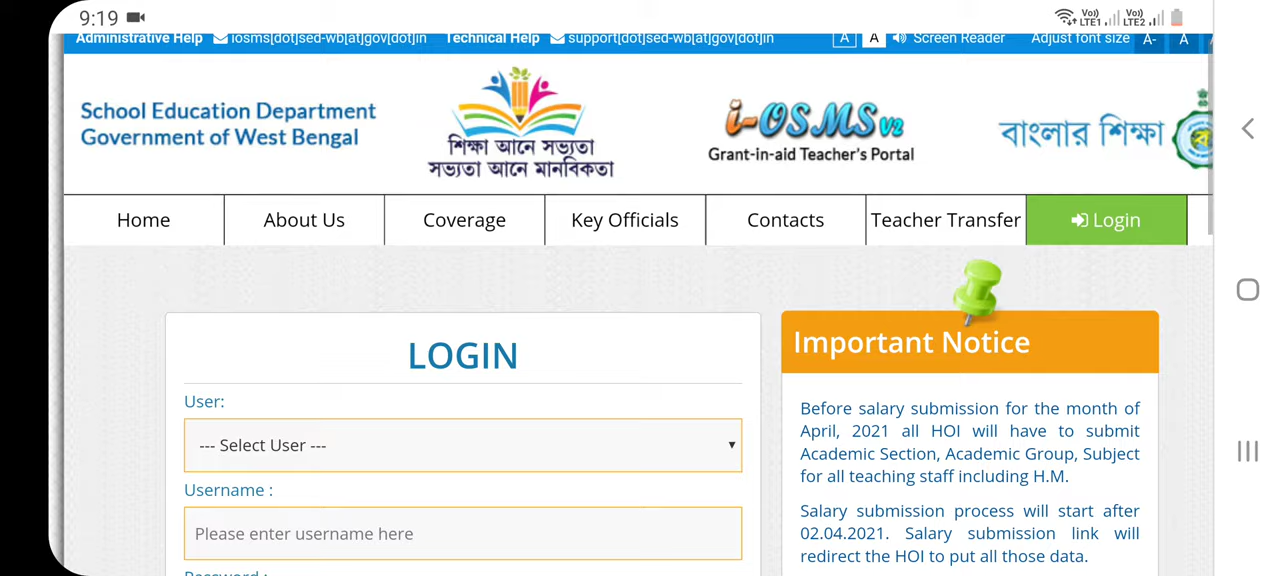 9:19
Vo) LTE1 Vo) LTE2
Administrative Help iosms[dot]sed-wb[at]gov[dot]in Technical Help support[dot]sed-wb[at]gov[dot]in A A Screen Reader Adjust font size A- A
School Education Department
Government of West Bengal
শিক্ষা আনে সভ্যতা
সভ্যতা আনে মানবিকতা
i-OSMS V2
Grant-in-aid Teacher's Portal
বাংলার শিক্ষা
Home About Us Coverage Key Officials Contacts Teacher Transfer Login
LOGIN
User:
--- Select User ---
Username :
Please enter username here
Password :
Important Notice
Before salary submission for the month of
April, 2021 all HOI will have to submit
Academic Section, Academic Group, Subject
for all teaching staff including H.M.
Salary submission process will start after
02.04.2021. Salary submission link will
redirect the HOI to put all those data.